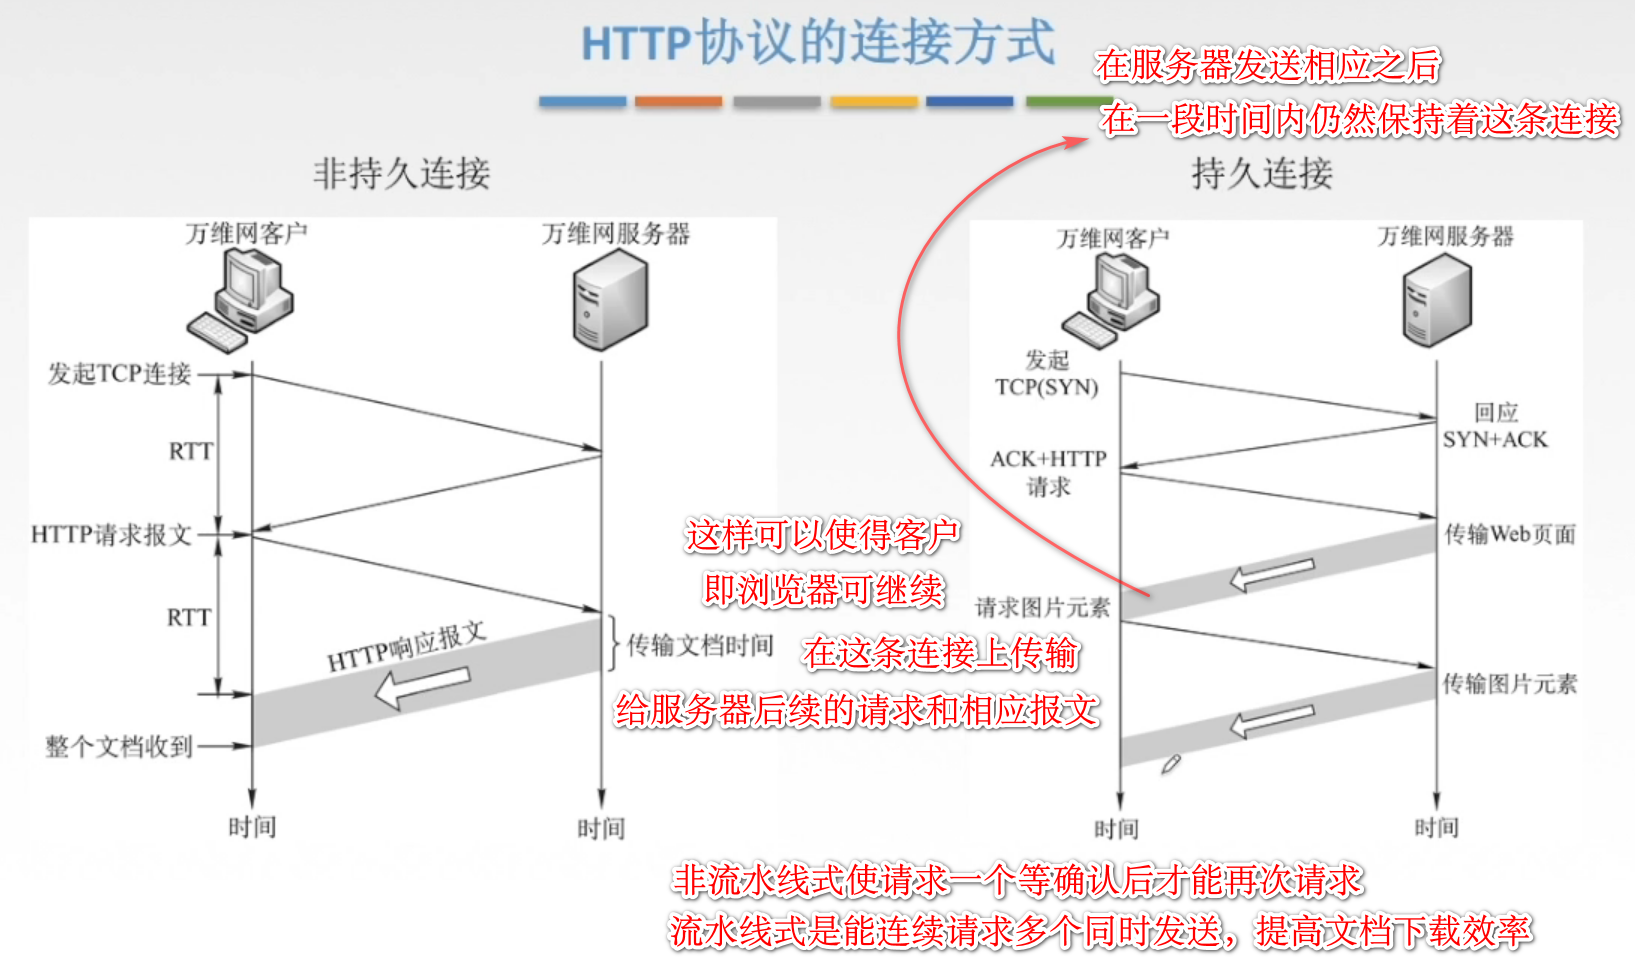 HTTP协议的连接方式
在服务器发送相应之后
在一段时间内仍然保持着这条连接
非持久连接
万维网客户
万维网服务器
发起TCP连接
RTT
HTTP请求报文
RTT
HTTP响应报文
传输文档时间
整个文档收到
时间
时间
这样可以使得客户
即浏览器可继续
在这条连接上传输
给服务器后续的请求和相应报文
持久连接
万维网客户
万维网服务器
发起
TCP(SYN)
回应
SYN+ACK
ACK+HTTP
请求
传输Web页面
请求图片元素
传输图片元素
时间
时间
非流水线式使请求一个等确认后才能再次请求
流水线式是能连续请求多个同时发送，提高文档下载效率